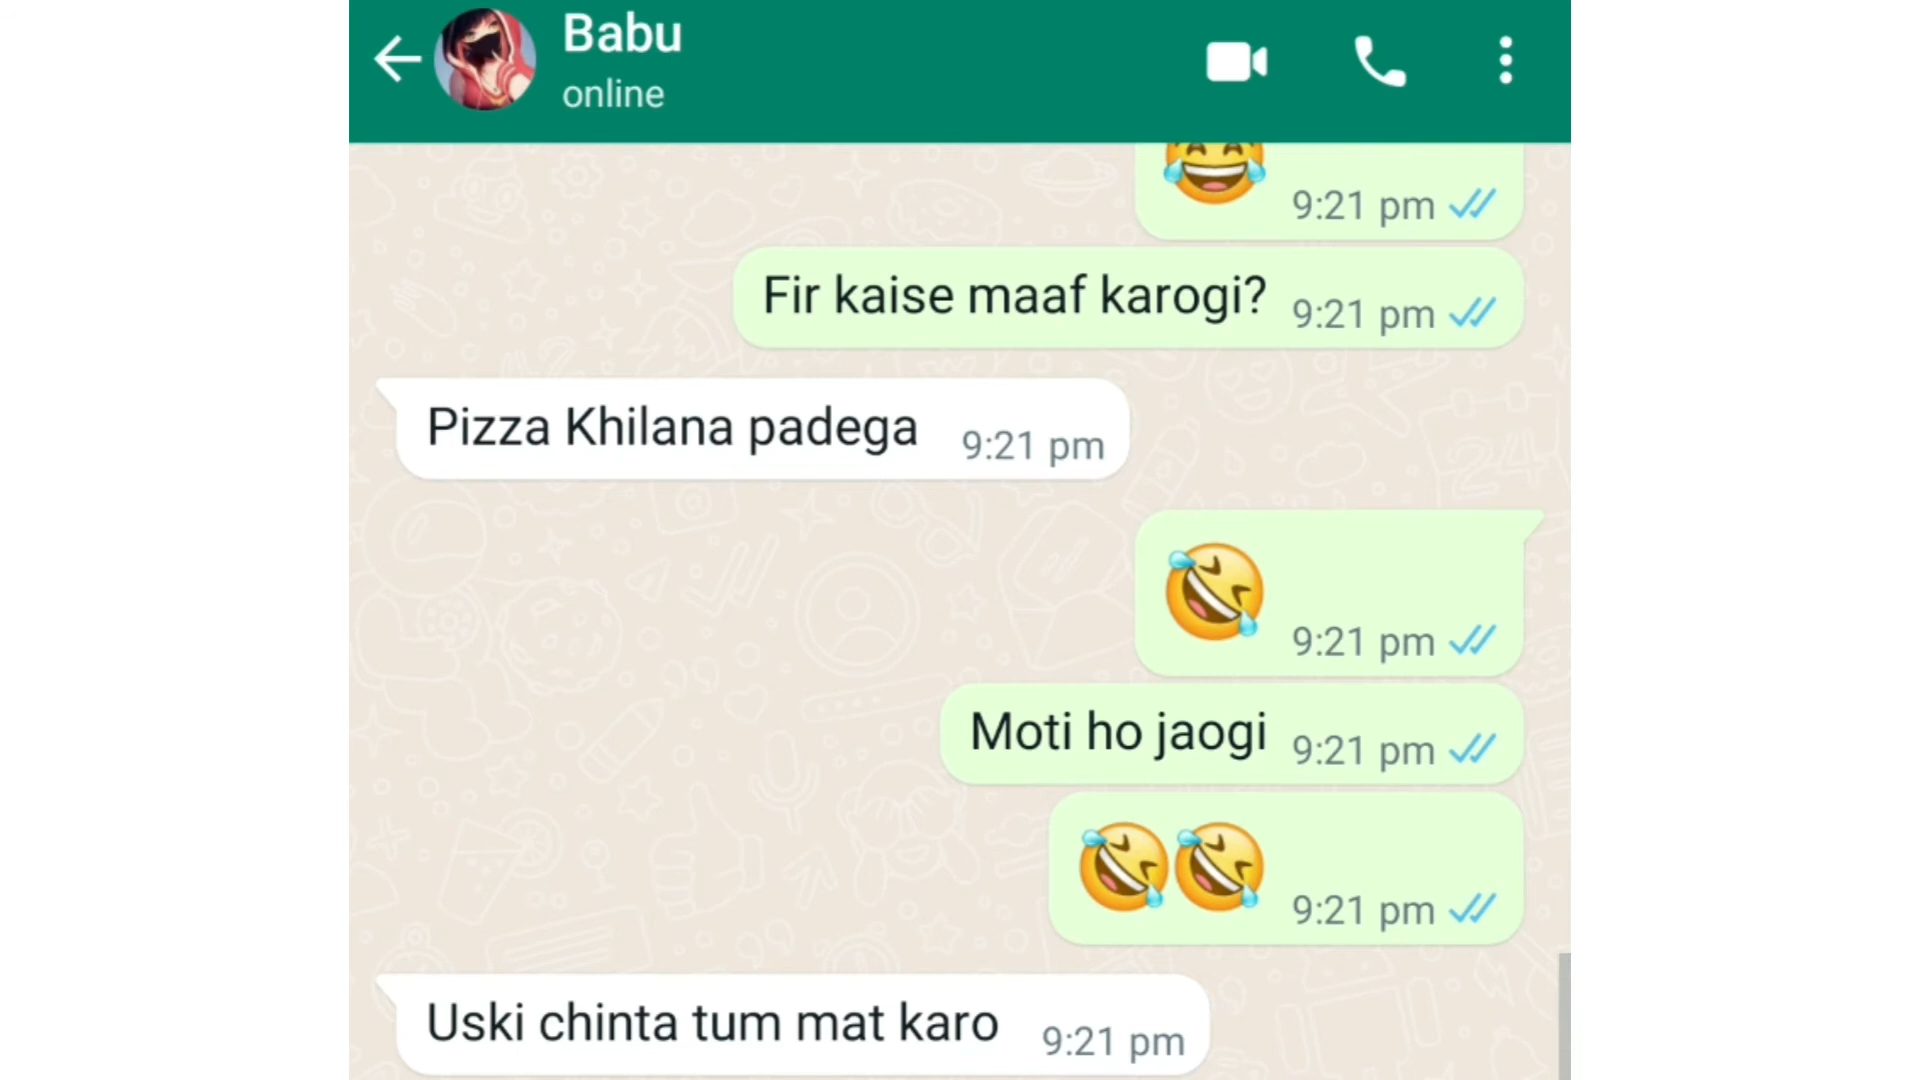 Babu
online
9:21 pm
Fir kaise maaf karogi? 9:21 pm
Pizza Khilana padega 9:21 pm
9:21 pm
Moti ho jaogi 9:21 pm
9:21 pm
Uski chinta tum mat karo 9:21 pm